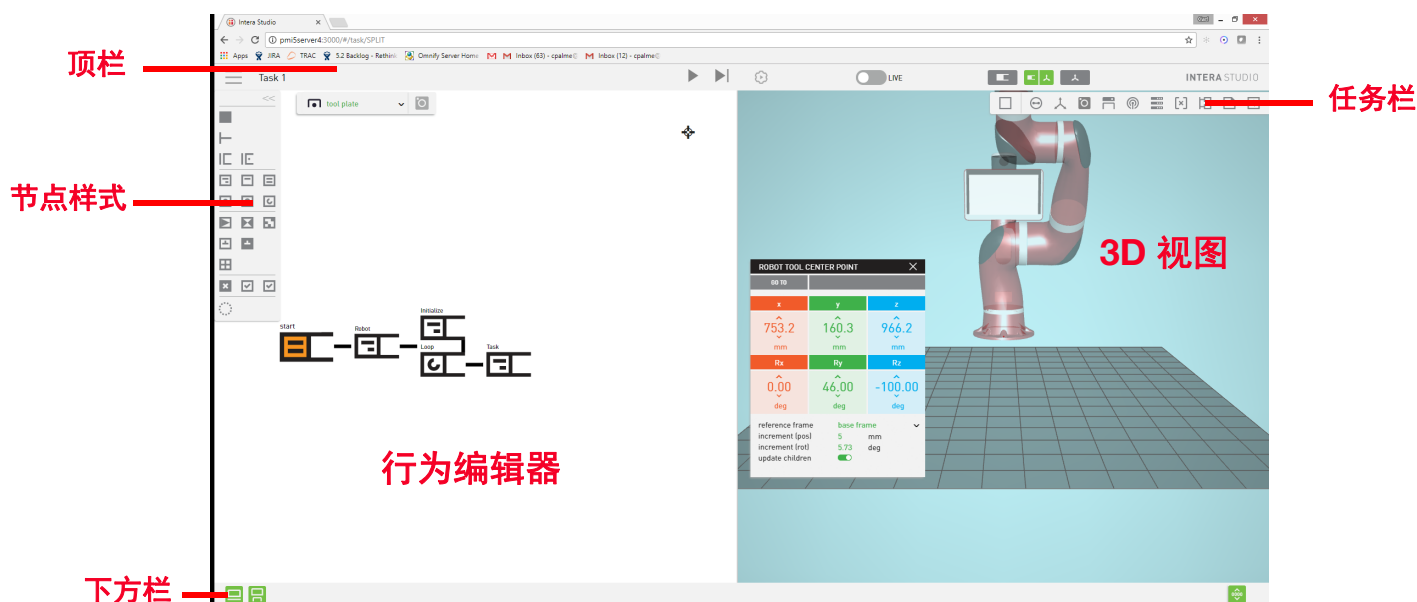 Intera Studio
pmi5server4:3000/#/task/SPLIT
Apps JIRA TRAC 5.2 Backlog - Rethink Omnify Server Home Inbox (63) - cpalme Inbox (12) - cpalme
顶栏
Task 1
LIVE
INTERA STUDIO
<<
tool plate
任务栏
节点样式
3D 视图
ROBOT TOOL CENTER POINT
GO TO
x y z
753.2 160.3 966.2
mm mm mm
Rx Ry Rz
0.00 46.00 -100.00
deg deg deg
reference frame base frame
increment (pos) 5 mm
increment (rot) 5.73 deg
update children
Initialize
start
Robot
Loop
Task
行为编辑器
下方栏